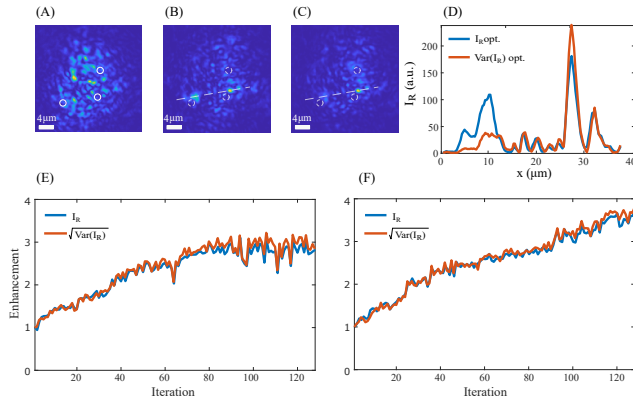 (A) (B) (C) (D)
4μm 4μm 4μm
I_R (a.u.)
200
150
100
50
0
0 10 20 30 40
x (μm)
I_R opt.
Var(I_R) opt.
(E)
Enhancement
4
3
2
1
0
20 40 60 80 100 120
Iteration
I_R
√Var(I_R)
(F)
4
3
2
1
0
20 40 60 80 100 120
Iteration
I_R
√Var(I_R)